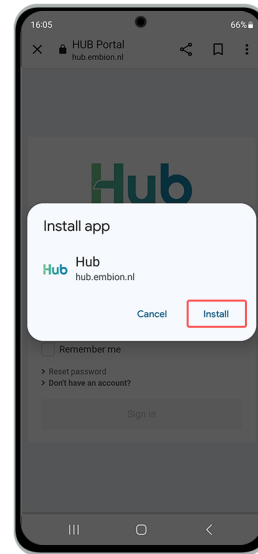 16:05
66%
HUB Portal
hub.embion.nl
Hub
Install app
Hub
Hub
hub.embion.nl
Cancel
Install
Remember me
Reset password
Don't have an account?
Sign in